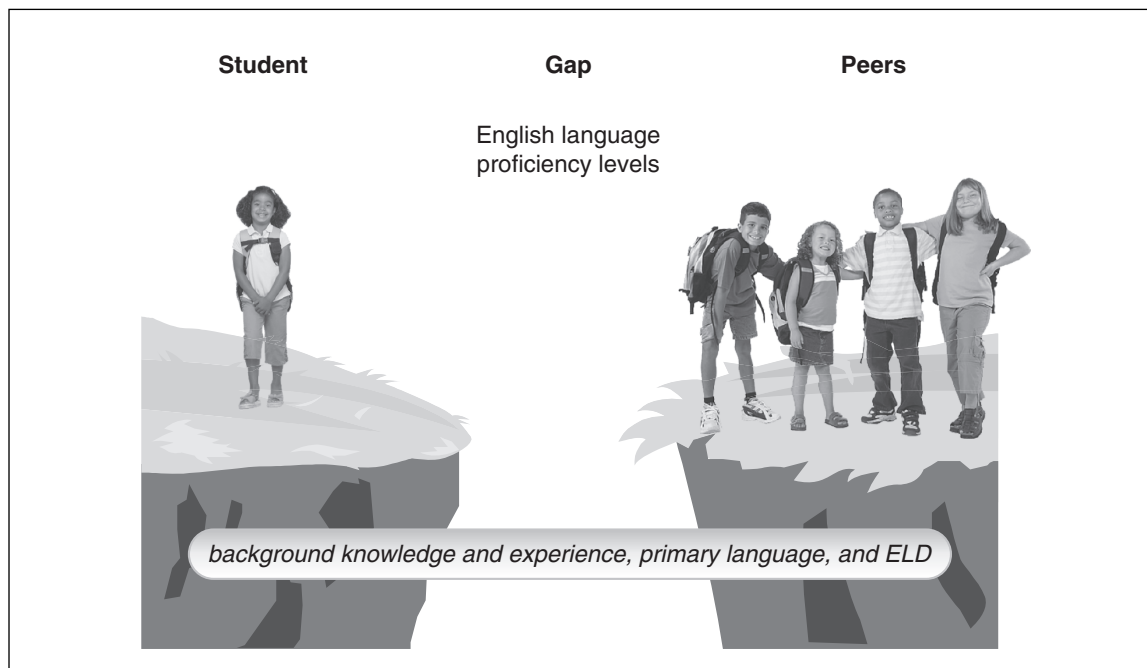 Student
Gap
Peers
English language
proficiency levels
background knowledge and experience, primary language, and ELD